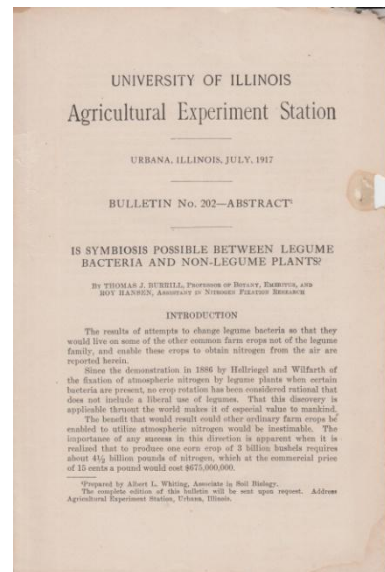 UNIVERSITY OF ILLINOIS
Agricultural Experiment Station
URBANA, ILLINOIS, JULY, 1917
BULLETIN No. 202—ABSTRACT¹
IS SYMBIOSIS POSSIBLE BETWEEN LEGUME
BACTERIA AND NON-LEGUME PLANTS?
By THOMAS J. BURRILL, Professor of Botany, Emeritus, and
ROY HANSEN, Assistant in Nitrogen Fixation Research
INTRODUCTION
The results of attempts to change legume bacteria so that they
would live on some of the other common farm crops not of the legume
family, and enable these crops to obtain nitrogen from the air are
reported herein.
Since the demonstration in 1886 by Hellriegel and Wilfarth of
the fixation of atmospheric nitrogen by legume plants when certain
bacteria are present, no crop rotation has been considered rational that
does not include a liberal use of legumes. That this discovery is
applicable thruout the world makes it of especial value to mankind.
The benefit that would result could other ordinary farm crops be
enabled to utilize atmospheric nitrogen would be inestimable. The
importance of any success in this direction is apparent when it is
realized that to produce one corn crop of 3 billion bushels requires
about 4½ billion pounds of nitrogen, which at the commercial price
of 15 cents a pound would cost $675,000,000.
¹Prepared by Albert L. Whiting, Associate in Soil Biology.
The complete edition of this bulletin will be sent upon request. Address
Agricultural Experiment Station, Urbana, Illinois.